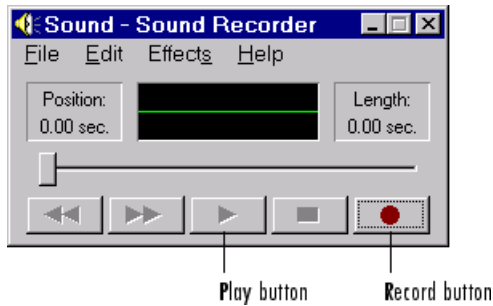 Sound - Sound Recorder
File Edit Effects Help
Position:
0.00 sec.
Length:
0.00 sec.
Play button
Record button